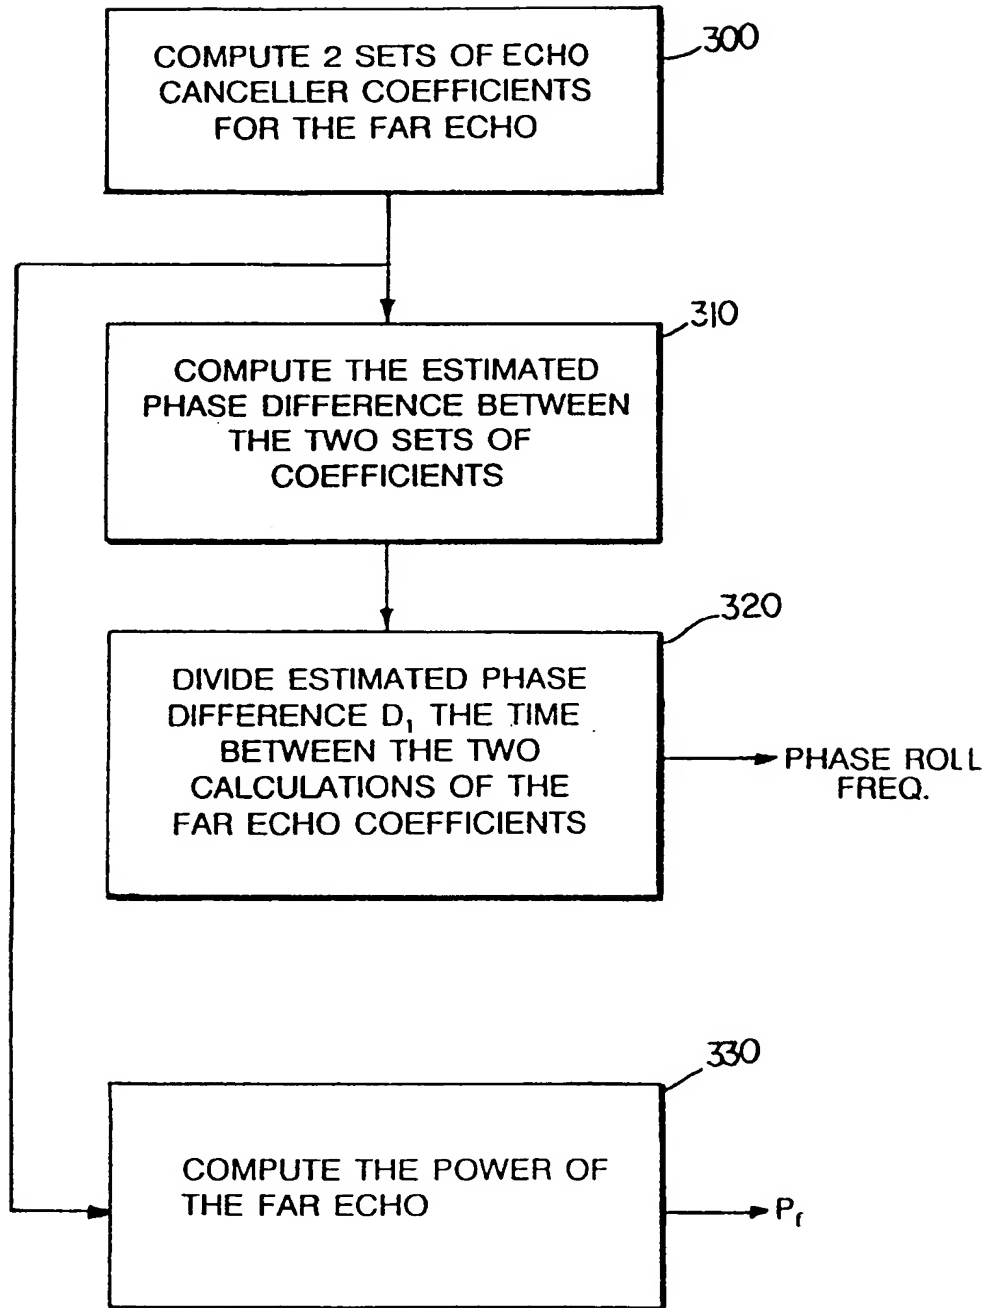 300
COMPUTE 2 SETS OF ECHO
CANCELLER COEFFICIENTS
FOR THE FAR ECHO
310
COMPUTE THE ESTIMATED
PHASE DIFFERENCE BETWEEN
THE TWO SETS OF
COEFFICIENTS
320
DIVIDE ESTIMATED PHASE
DIFFERENCE D, THE TIME
BETWEEN THE TWO
CALCULATIONS OF THE
FAR ECHO COEFFICIENTS
PHASE ROLL
FREQ.
330
COMPUTE THE POWER OF
THE FAR ECHO
Pf